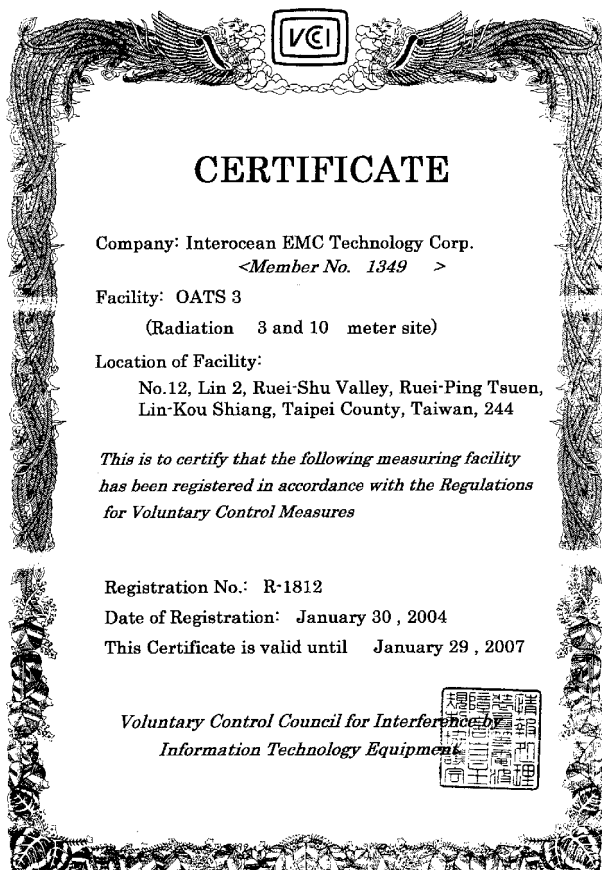 VCCI
CERTIFICATE
Company: Interocean EMC Technology Corp.
<Member No. 1349 >
Facility: OATS 3
(Radiation 3 and 10 meter site)
Location of Facility:
No.12, Lin 2, Ruei-Shu Valley, Ruei-Ping Tsuen,
Lin-Kou Shiang, Taipei County, Taiwan, 244
This is to certify that the following measuring facility
has been registered in accordance with the Regulations
for Voluntary Control Measures
Registration No.: R-1812
Date of Registration: January 30 , 2004
This Certificate is valid until January 29 , 2007
Voluntary Control Council for Interference by
Information Technology Equipment